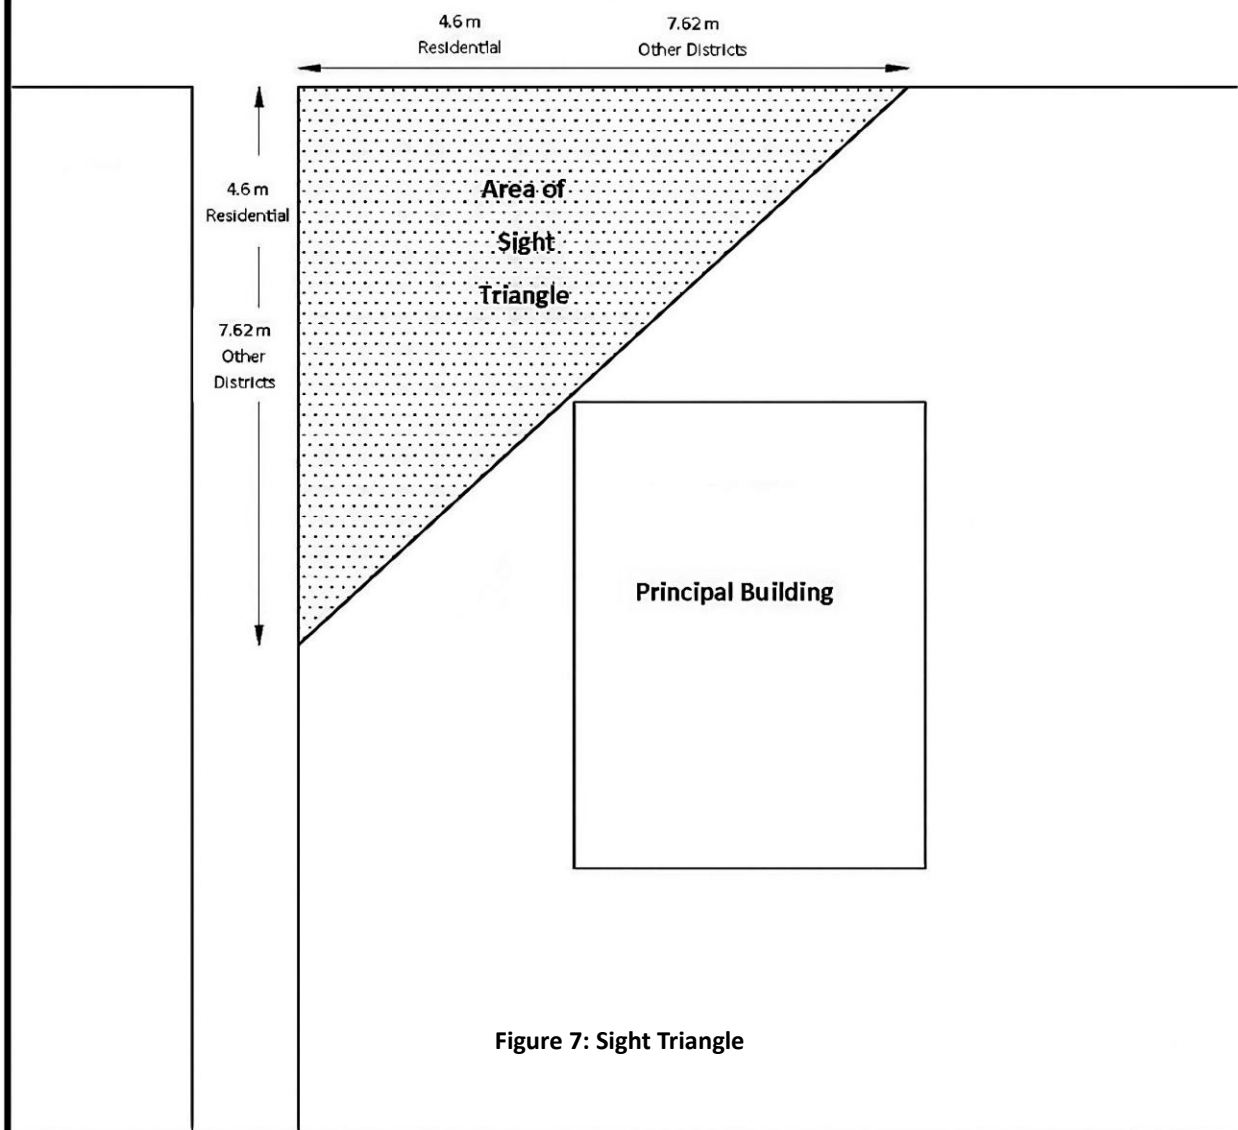 4.6 m
Residential
7.62 m
Other Districts
4.6 m
Residential
7.62 m
Other
Districts
Area of
Sight
Triangle
Principal Building
Figure 7: Sight Triangle